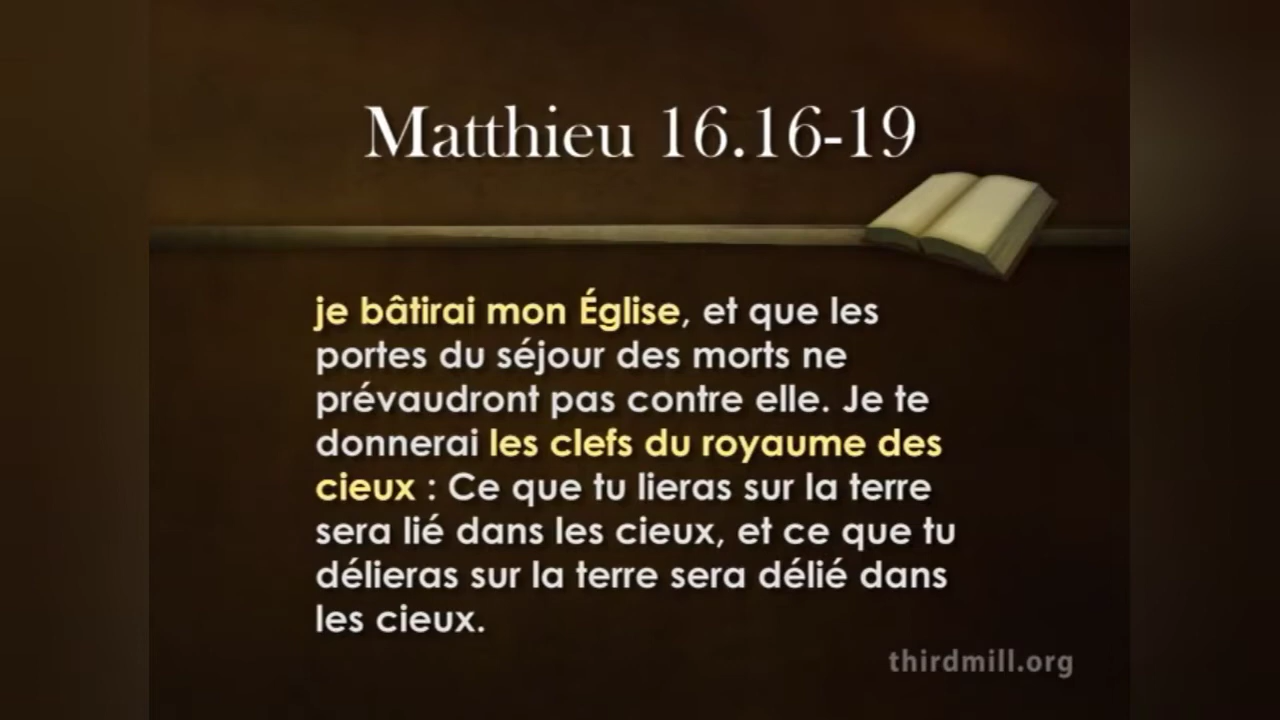 Matthieu 16.16-19
je bâtirai mon Église, et que les
portes du séjour des morts ne
prévaudront pas contre elle. Je te
donnerai les clefs du royaume des
cieux : Ce que tu lieras sur la terre
sera lié dans les cieux, et ce que tu
délieras sur la terre sera délié dans
les cieux.
thirdmill.org